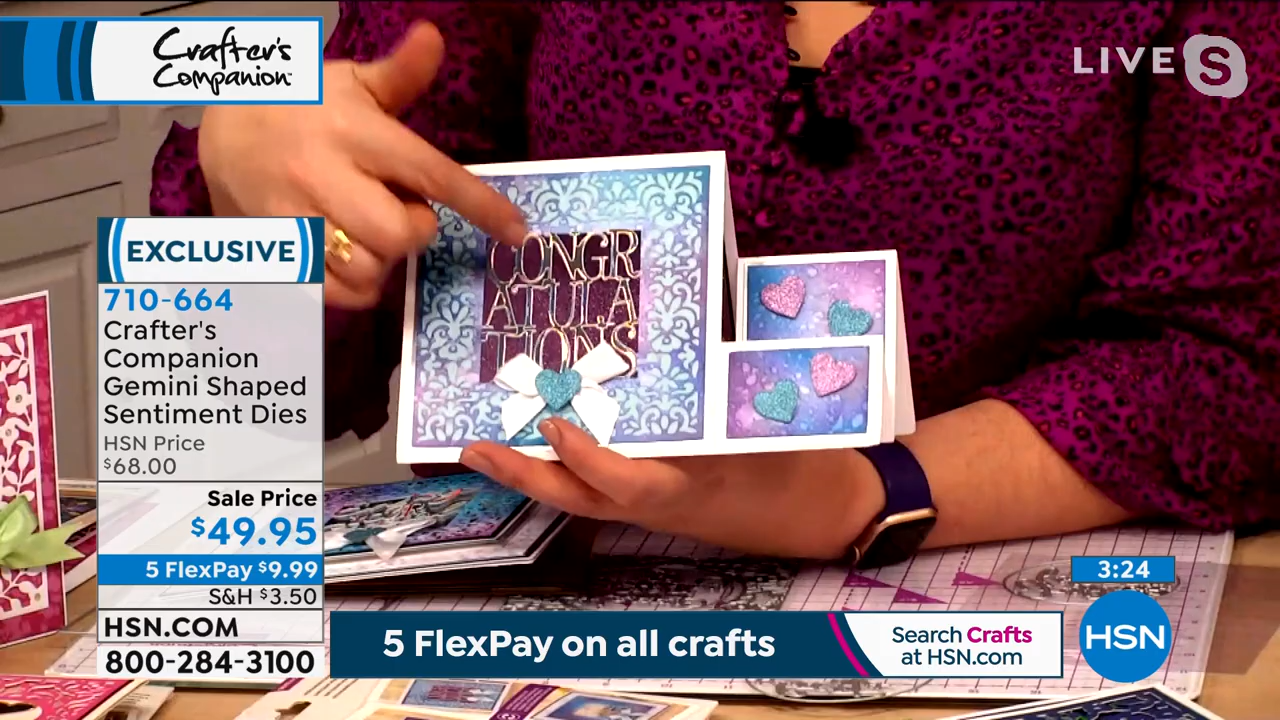 Crafter's
Companion
LIVE S
EXCLUSIVE
710-664
Crafter's
Companion
Gemini Shaped
Sentiment Dies
HSN Price
$68.00
Sale Price
$49.95
5 FlexPay $9.99
S&H $3.50
HSN.COM
800-284-3100
CONGR
ATULA
TIONS
3:24
5 FlexPay on all crafts
Search Crafts
at HSN.com
HSN